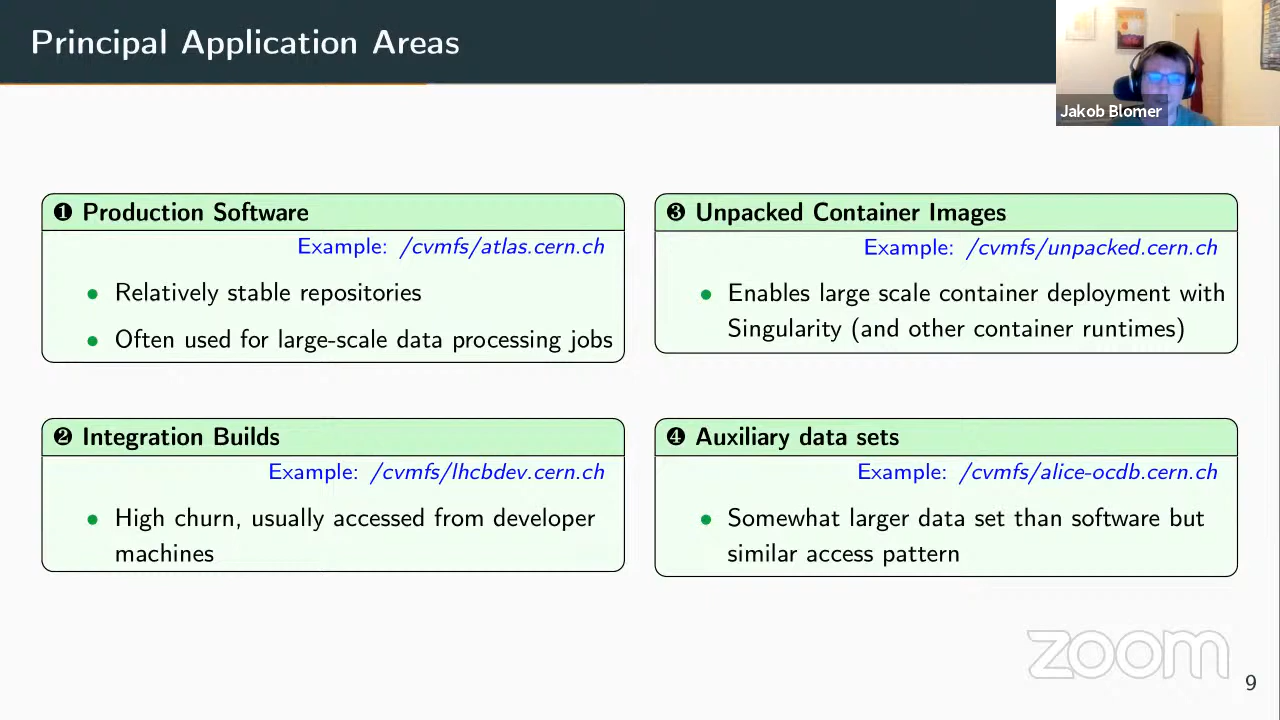 Principal Application Areas
Jakob Blomer
❶ Production Software
Example: /cvmfs/atlas.cern.ch
• Relatively stable repositories
• Often used for large-scale data processing jobs
❷ Integration Builds
Example: /cvmfs/lhcbdev.cern.ch
• High churn, usually accessed from developer
machines
❸ Unpacked Container Images
Example: /cvmfs/unpacked.cern.ch
• Enables large scale container deployment with
Singularity (and other container runtimes)
❹ Auxiliary data sets
Example: /cvmfs/alice-ocdb.cern.ch
• Somewhat larger data set than software but
similar access pattern
zoom
9